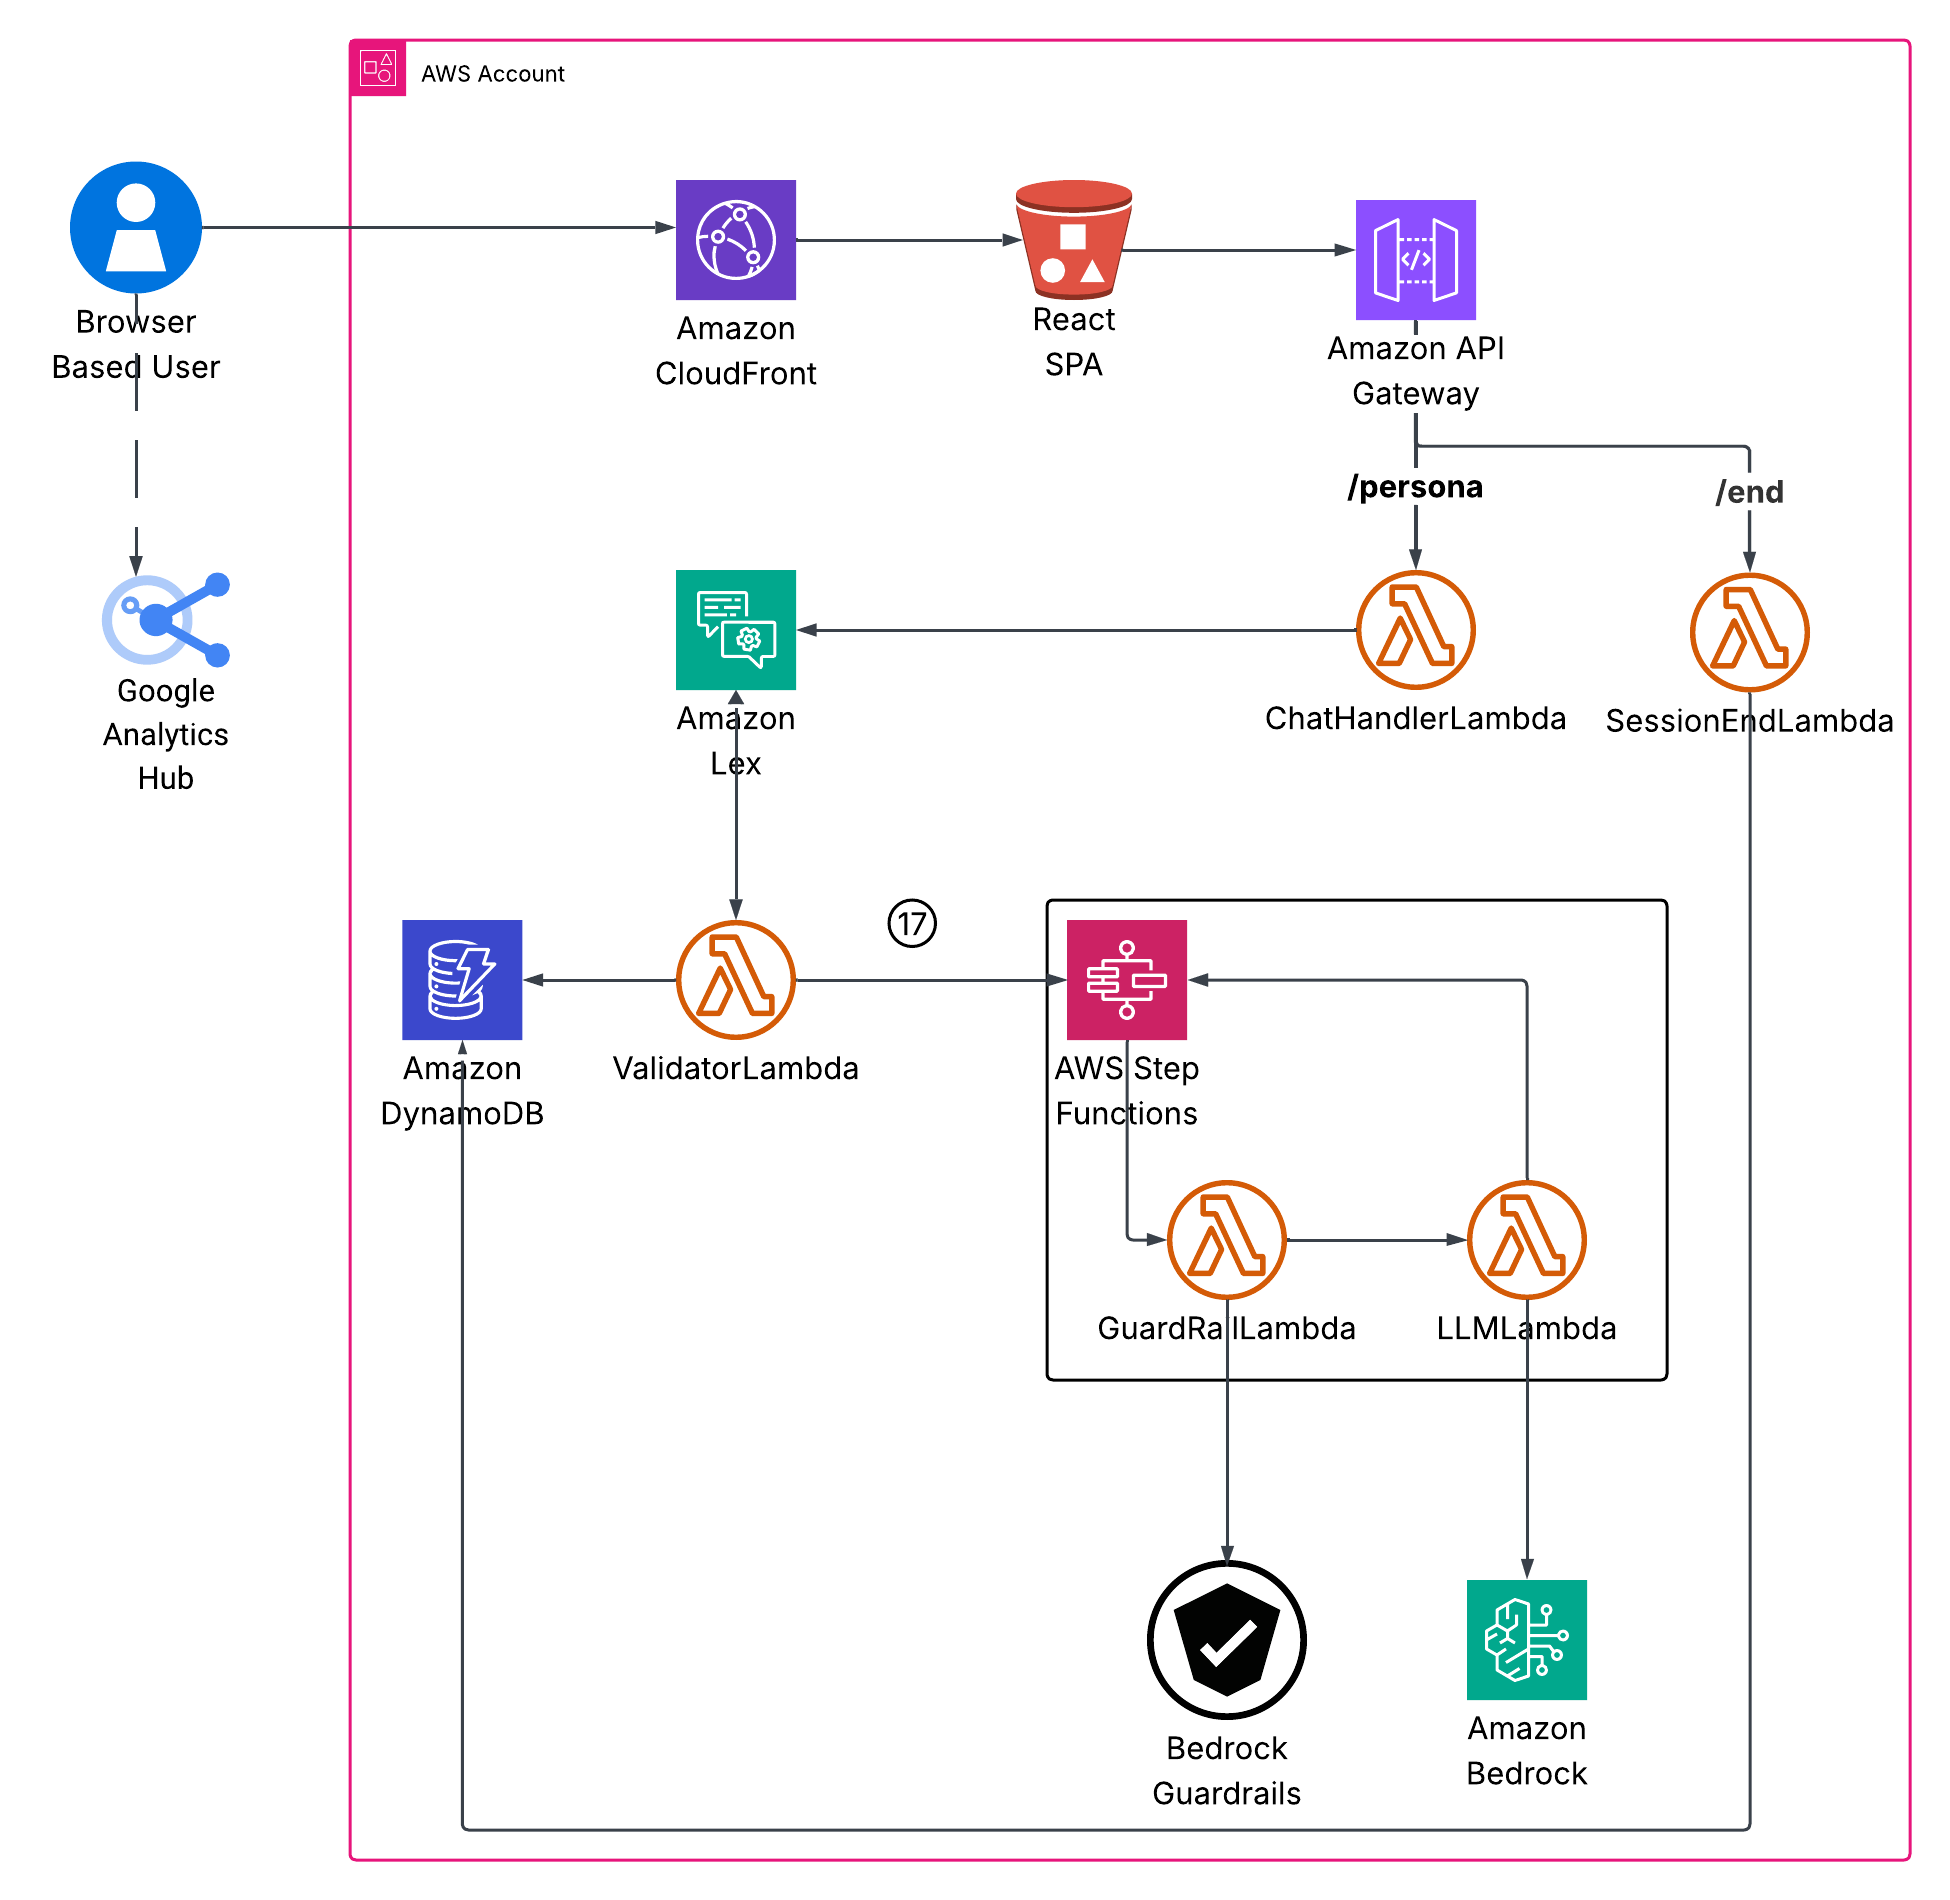 AWS Account
Browser
Based User
Amazon
CloudFront
React
SPA
Amazon API
Gateway
/persona
/end
Google
Analytics
Hub
Amazon
Lex
ChatHandlerLambda
SessionEndLambda
17
Amazon
DynamoDB
ValidatorLambda
AWS Step
Functions
GuardRailLambda
LLMLambda
Bedrock
Guardrails
Amazon
Bedrock